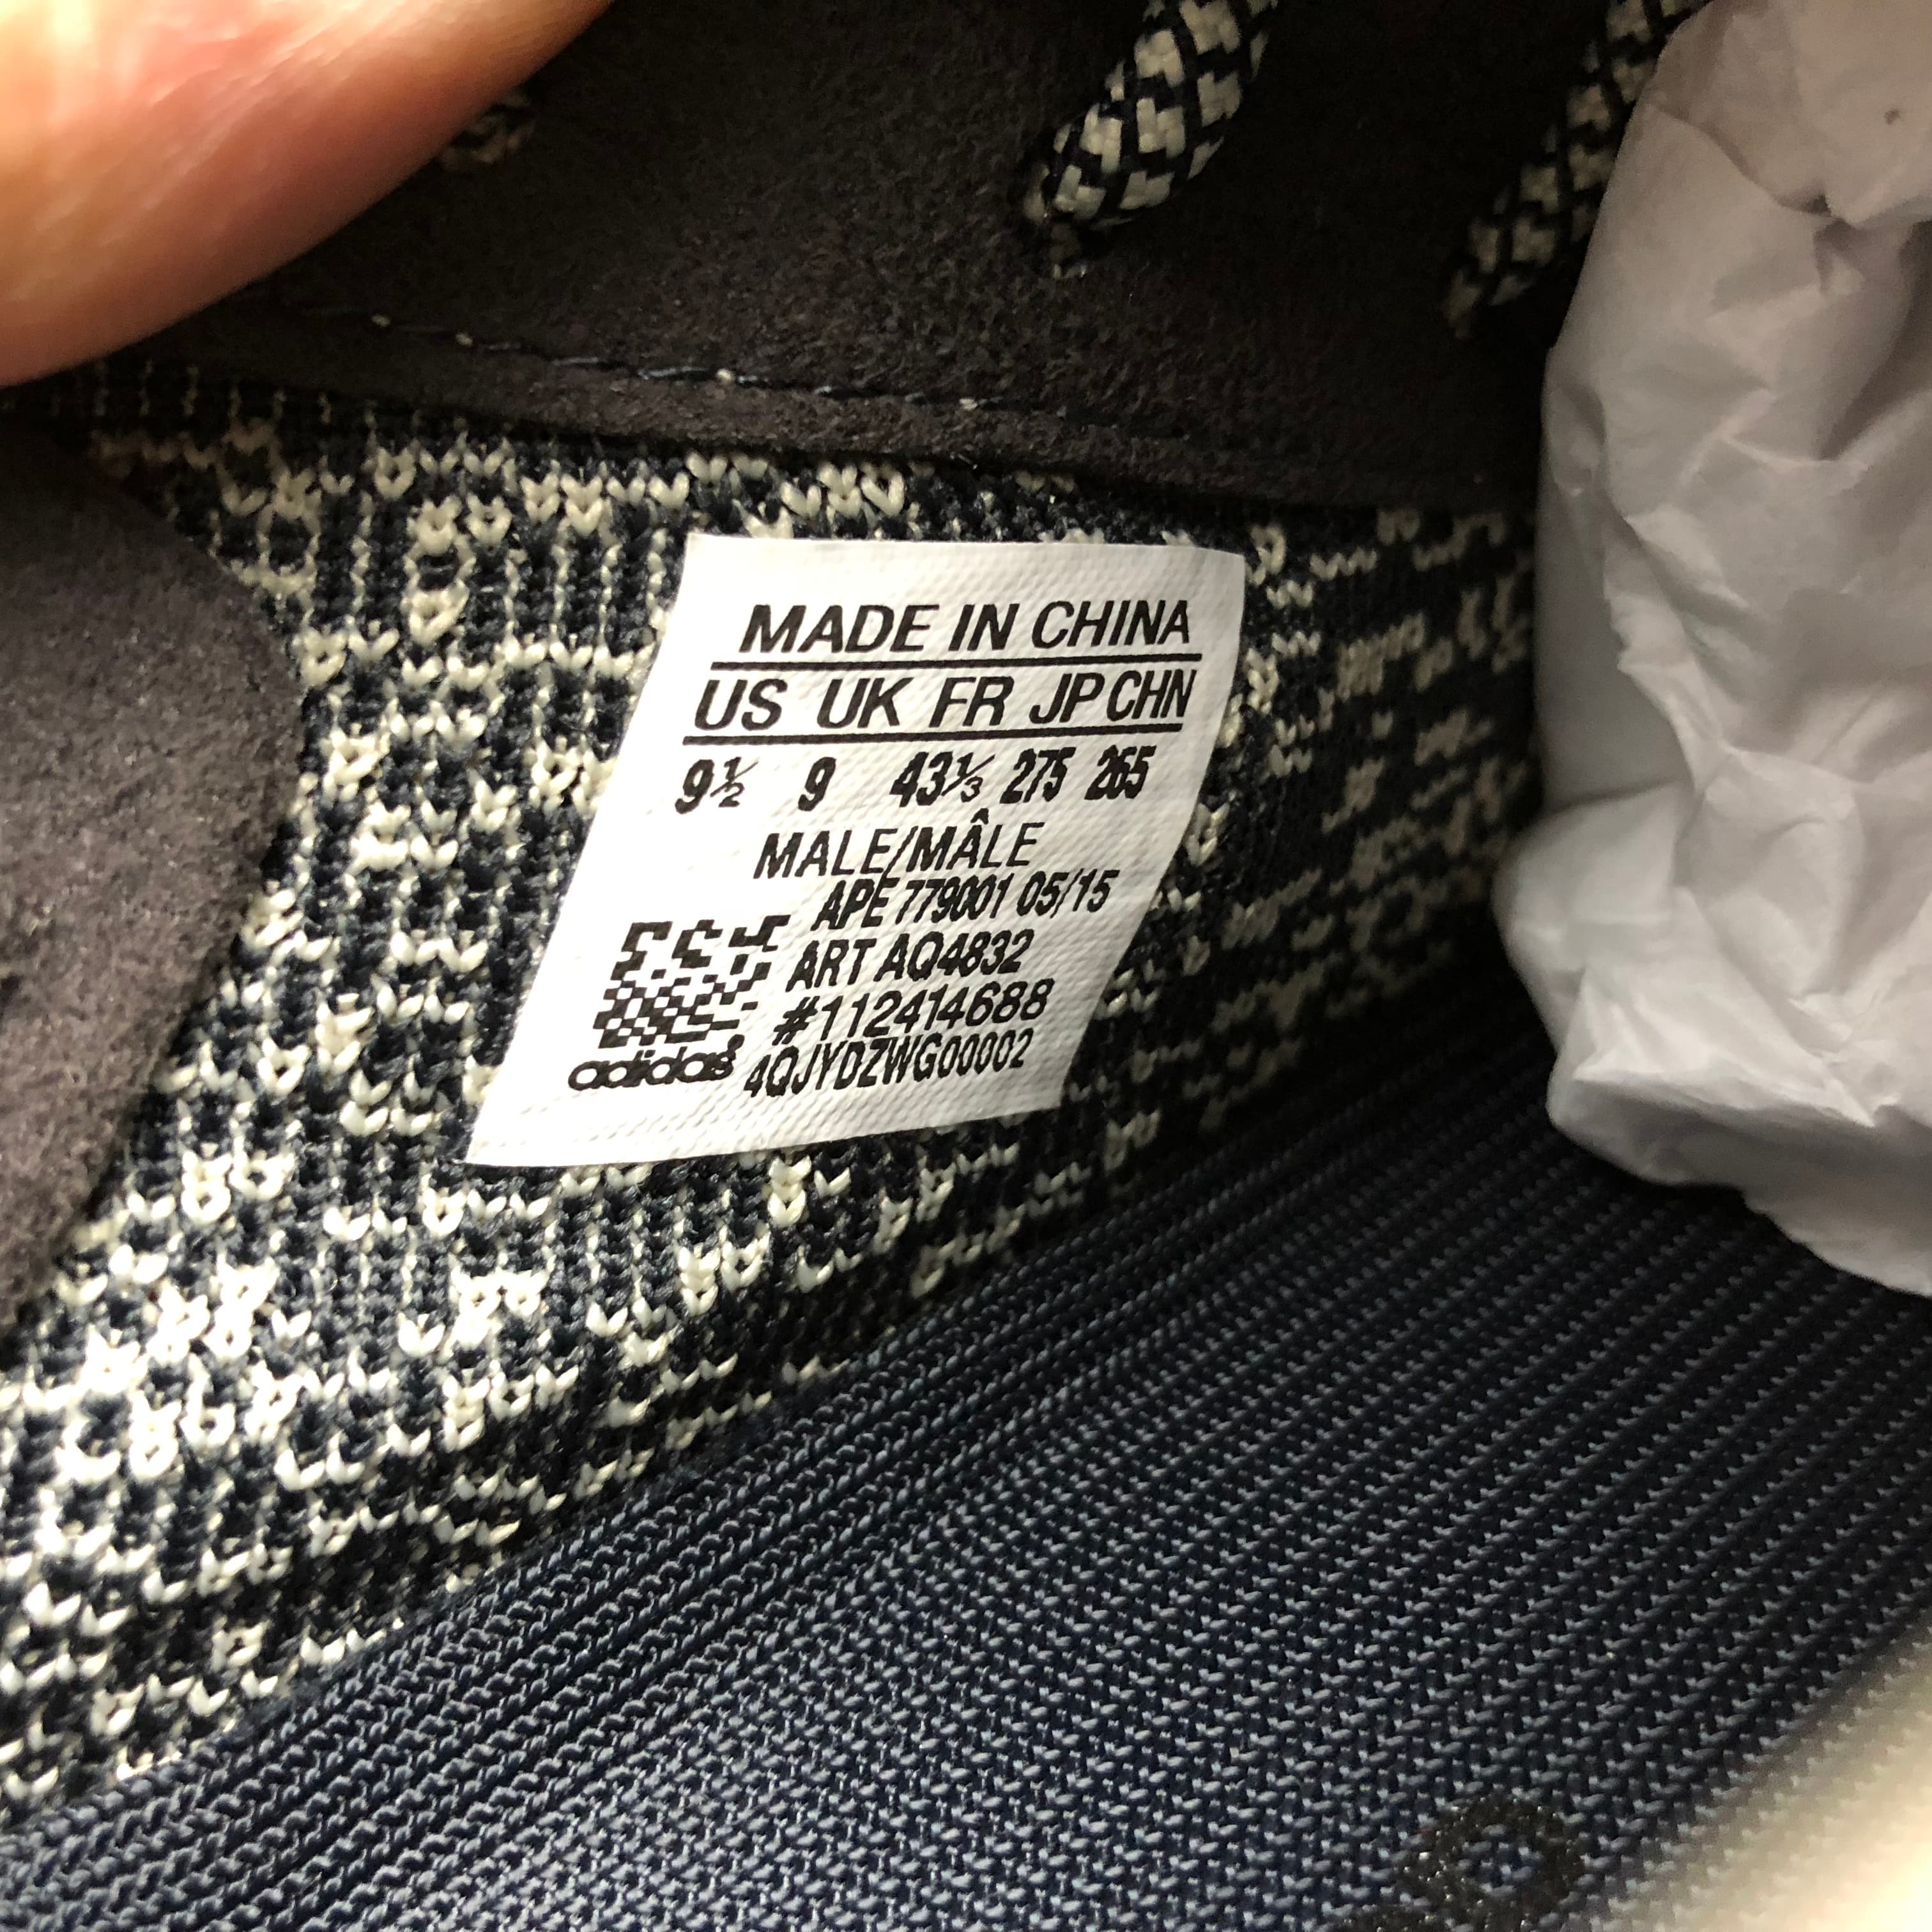 MADE IN CHINA
US UK FR JP CHN
9½ 9 43⅓ 275 265
MALE/MÂLE
APE 779001 05/15
ART AQ4832
#112414688
adidas® 4QJYDZWG00002